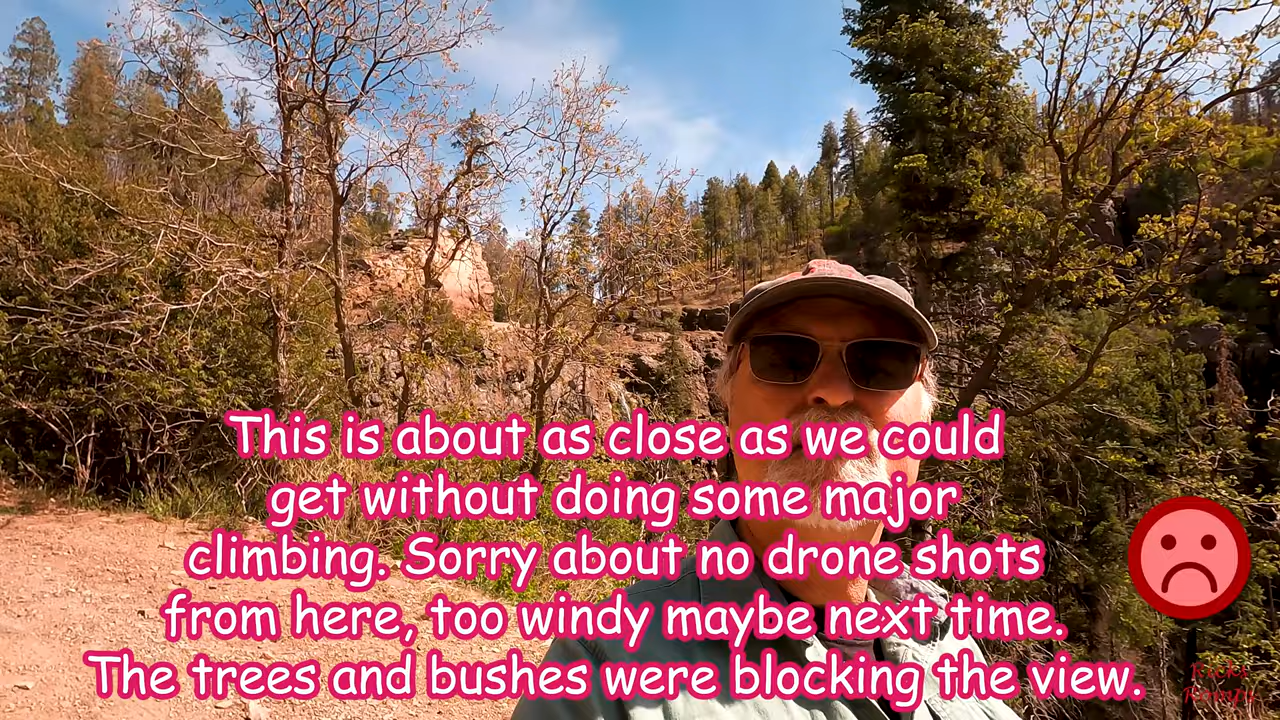 This is about as close as we could
get without doing some major
climbing. Sorry about no drone shots
from here, too windy maybe next time.
The trees and bushes were blocking the view.